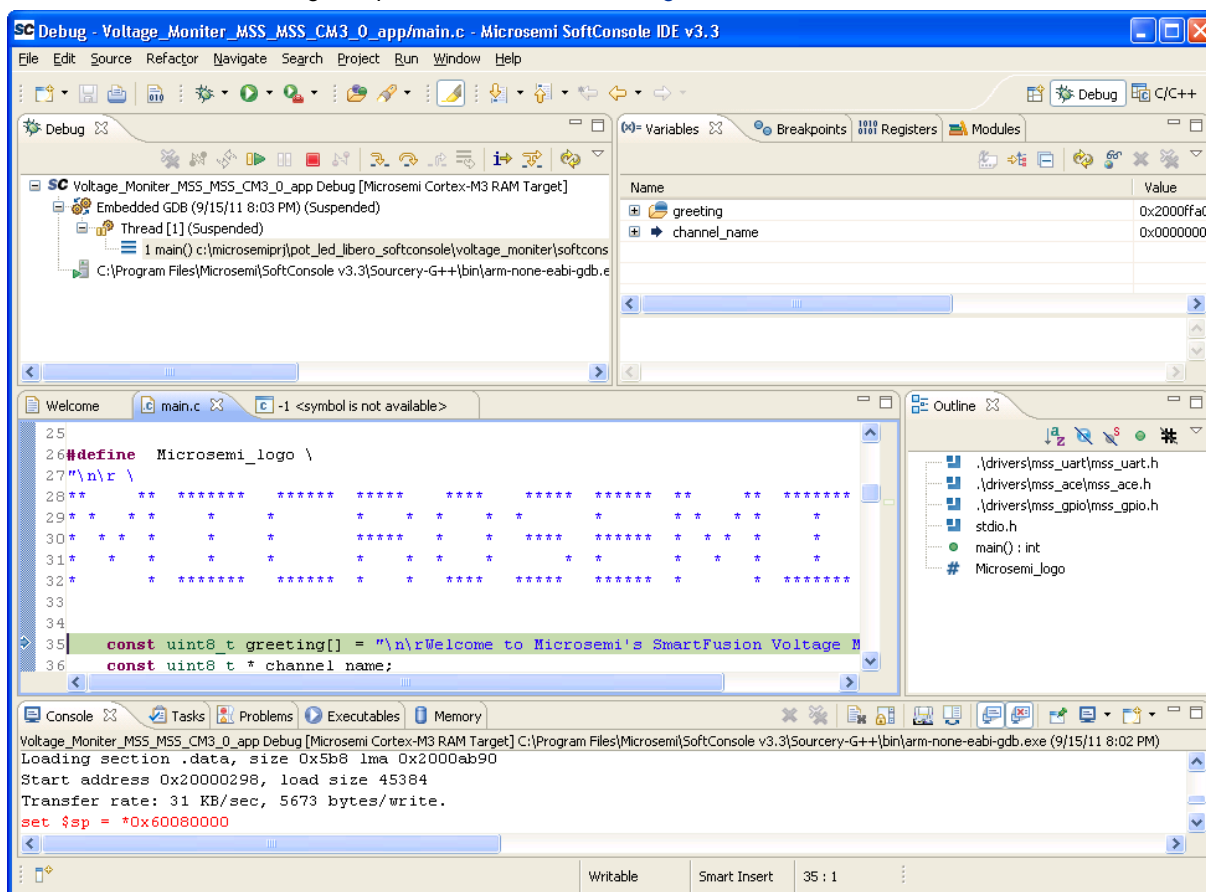 SC Debug - Voltage_Moniter_MSS_MSS_CM3_0_app/main.c - Microsemi SoftConsole IDE v3.3
File Edit Source Refactor Navigate Search Project Run Window Help
Debug C/C++
Debug
(x)= Variables Breakpoints 1010 0101 Registers Modules
SC Voltage_Moniter_MSS_MSS_CM3_0_app Debug [Microsemi Cortex-M3 RAM Target]
Embedded GDB (9/15/11 8:03 PM) (Suspended)
Thread [1] (Suspended)
1 main() c:\microsemiprj\pot_led_libero_softconsole\voltage_moniter\softcons
C:\Program Files\Microsemi\SoftConsole v3.3\Sourcery-G++\bin\arm-none-eabi-gdb.e
Name Value
greeting 0x2000ffa0
channel_name 0x0000000
Welcome main.c -1 <symbol is not available>
Outline
25
26 #define Microsemi_logo \
27 "\n\r \
28 **      **  *******   ******  *****    ****    *****  ******  **      **  *******
29 * *    * *     *     *         *    *  *    *  *        *       * *    * *     *
30 *  *  *  *     *     *         *****  *    *   ****   ******  *  *  *  *     *
31 *   *    *     *     *         *    *  *    *       *  *       *    *   *     *
32 *        *  *******   ******  *    *   ****    *****  ******  *        *  *******
33
34
35 const uint8_t greeting[] = "\n\rWelcome to Microsemi's SmartFusion Voltage M
36 const uint8_t * channel_name;
.\drivers\mss_uart\mss_uart.h
.\drivers\mss_ace\mss_ace.h
.\drivers\mss_gpio\mss_gpio.h
stdio.h
main() : int
# Microsemi_logo
Console Tasks Problems Executables Memory
Voltage_Moniter_MSS_MSS_CM3_0_app Debug [Microsemi Cortex-M3 RAM Target] C:\Program Files\Microsemi\SoftConsole v3.3\Sourcery-G++\bin\arm-none-eabi-gdb.exe (9/15/11 8:02 PM)
Loading section .data, size 0x5b8 lma 0x2000ab90
Start address 0x20000298, load size 45384
Transfer rate: 31 KB/sec, 5673 bytes/write.
set $sp = *0x60080000
Writable Smart Insert 35 : 1